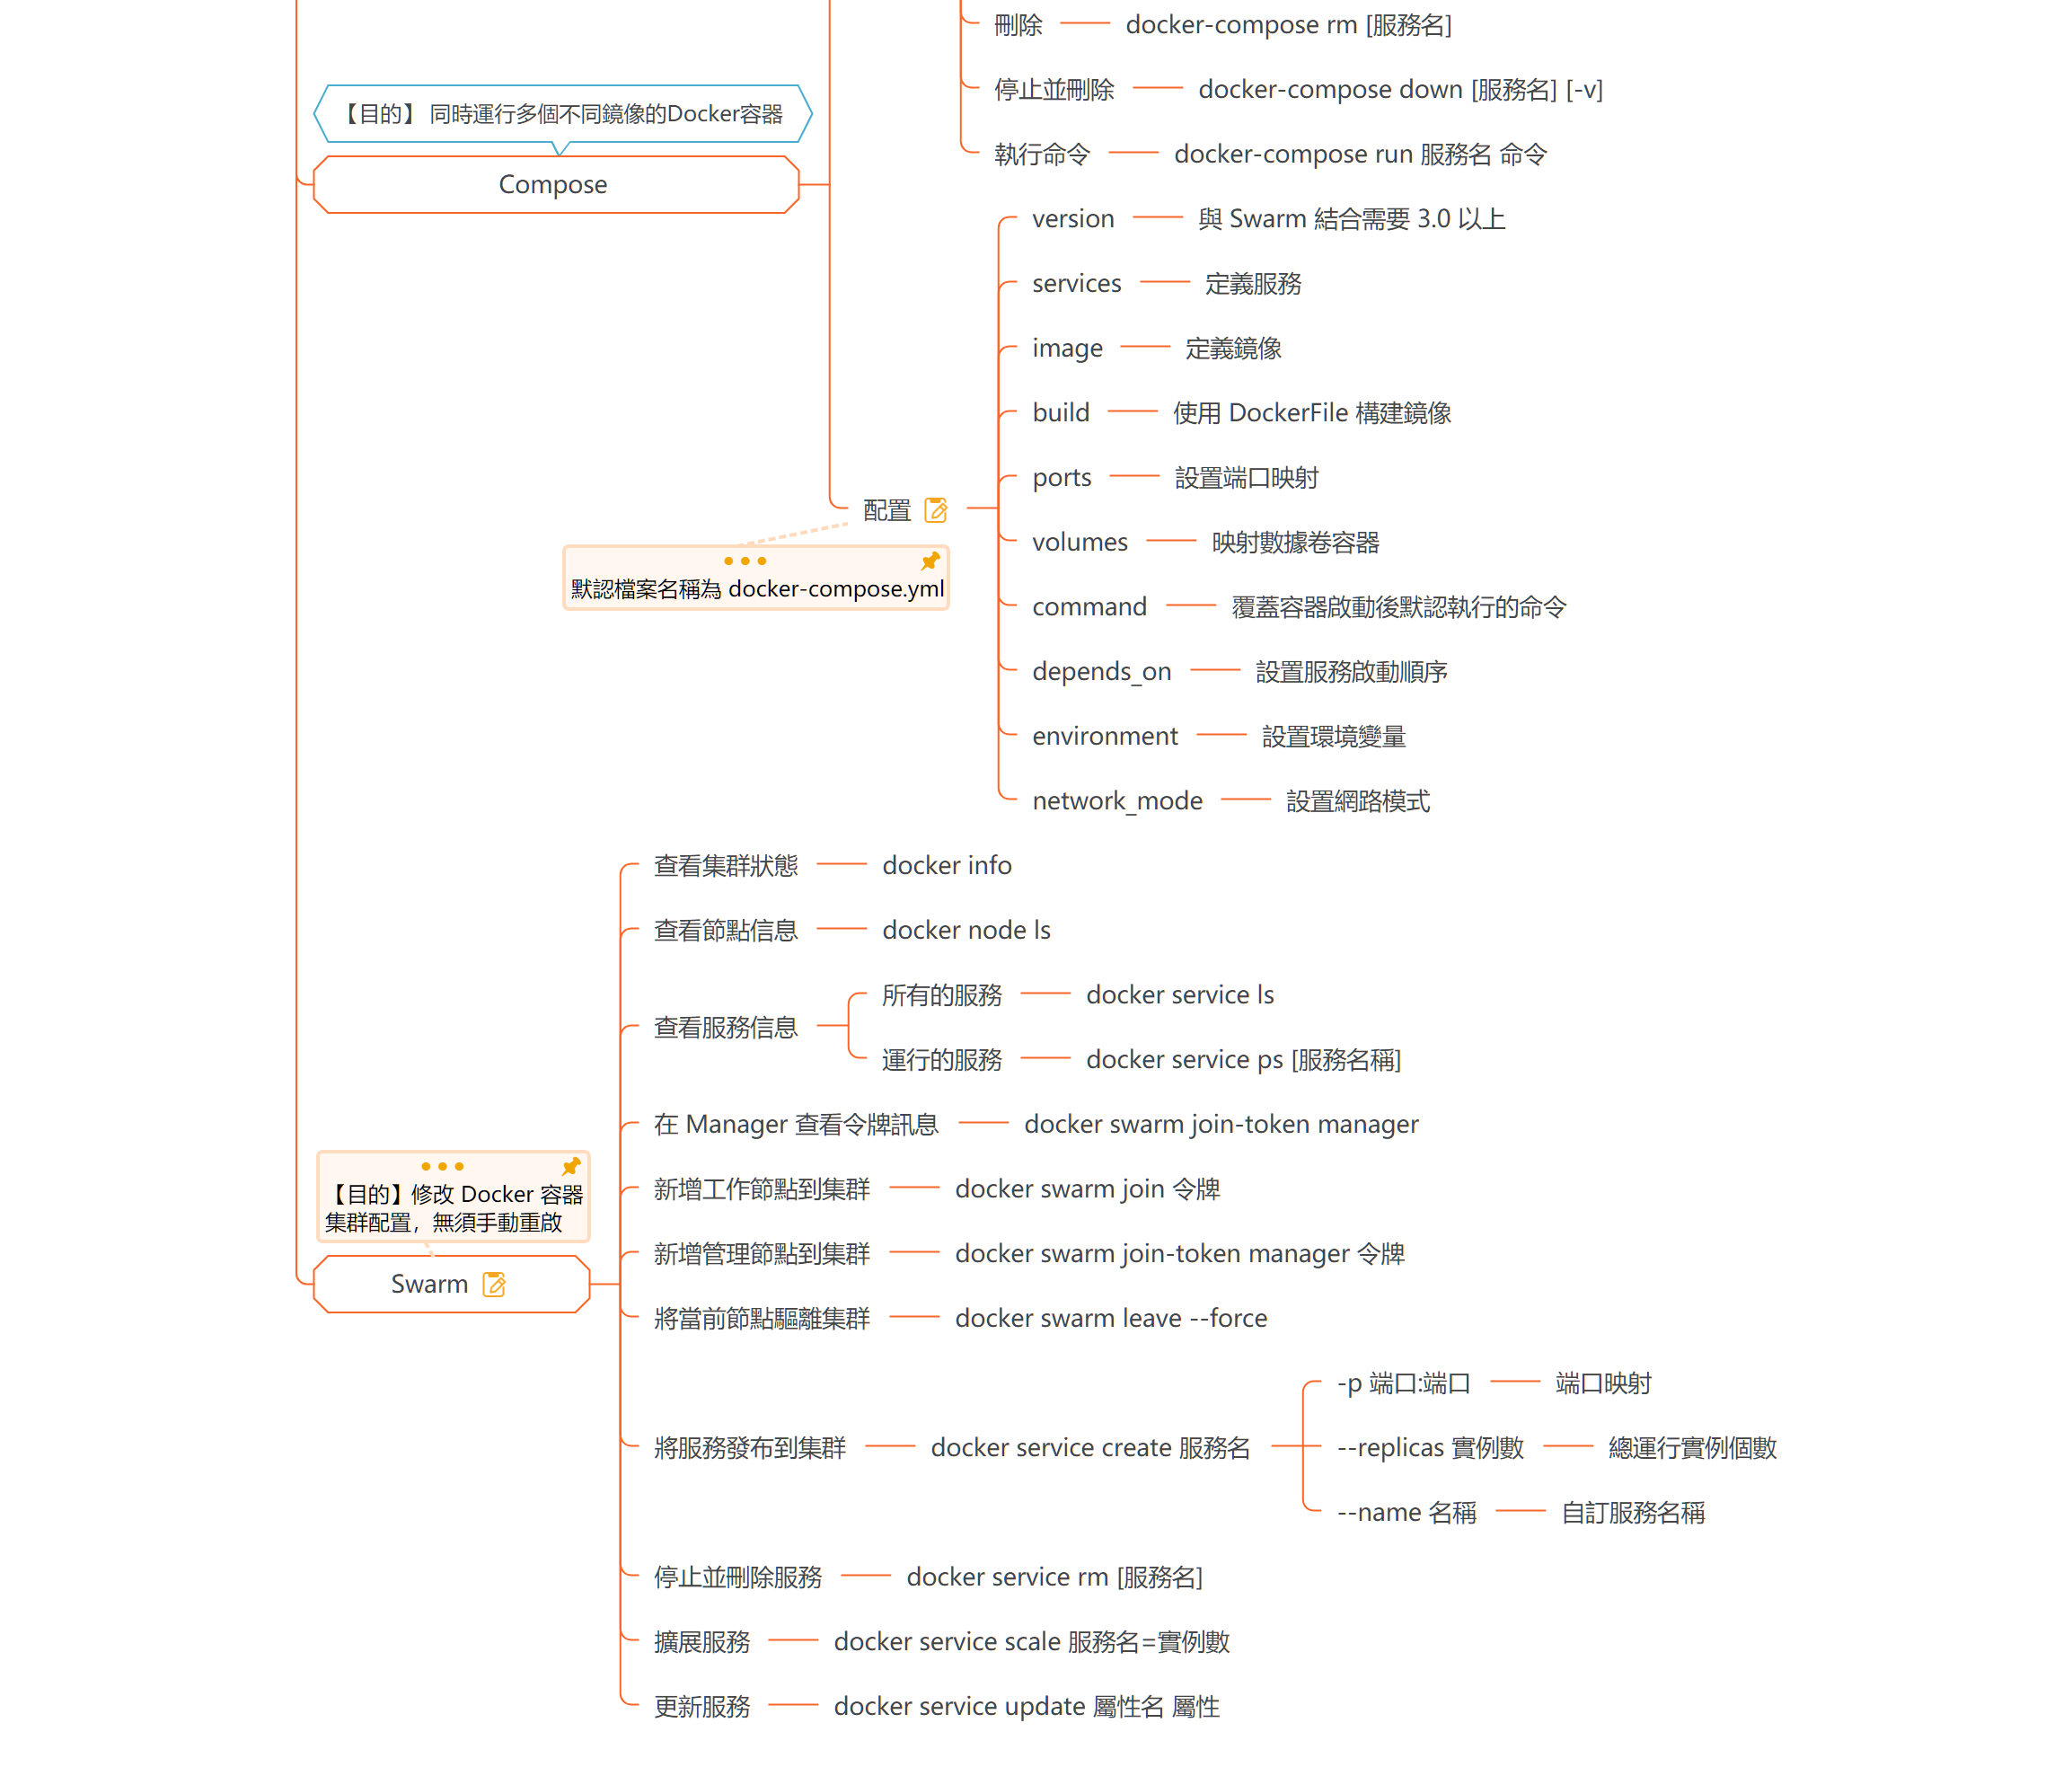 刪除 docker-compose rm [服務名]
停止並刪除 docker-compose down [服務名] [-v]
執行命令 docker-compose run 服務名 命令
【目的】 同時運行多個不同鏡像的Docker容器
Compose
version 與 Swarm 結合需要 3.0 以上
services 定義服務
image 定義鏡像
build 使用 DockerFile 構建鏡像
ports 設置端口映射
配置
默認檔案名稱為 docker-compose.yml
volumes 映射數據卷容器
command 覆蓋容器啟動後默認執行的命令
depends_on 設置服務啟動順序
environment 設置環境變量
network_mode 設置網路模式
查看集群狀態 docker info
查看節點信息 docker node ls
查看服務信息
所有的服務 docker service ls
運行的服務 docker service ps [服務名稱]
在 Manager 查看令牌訊息 docker swarm join-token manager
【目的】修改 Docker 容器
集群配置，無須手動重啟
Swarm
新增工作節點到集群 docker swarm join 令牌
新增管理節點到集群 docker swarm join-token manager 令牌
將當前節點驅離集群 docker swarm leave --force
將服務發布到集群 docker service create 服務名
-p 端口:端口 端口映射
--replicas 實例數 總運行實例個數
--name 名稱 自訂服務名稱
停止並刪除服務 docker service rm [服務名]
擴展服務 docker service scale 服務名=實例數
更新服務 docker service update 屬性名 屬性